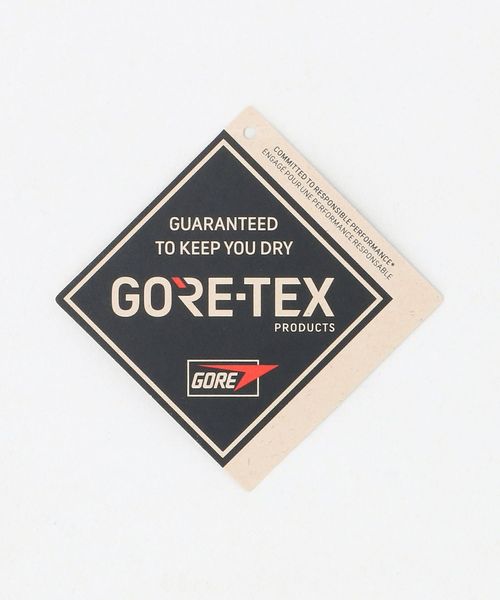 COMMITTED TO RESPONSIBLE PERFORMANCE*
ENGAGÉ POUR UNE PERFORMANCE RESPONSABLE
GUARANTEED
TO KEEP YOU DRY
GORE-TEX
PRODUCTS
GORE